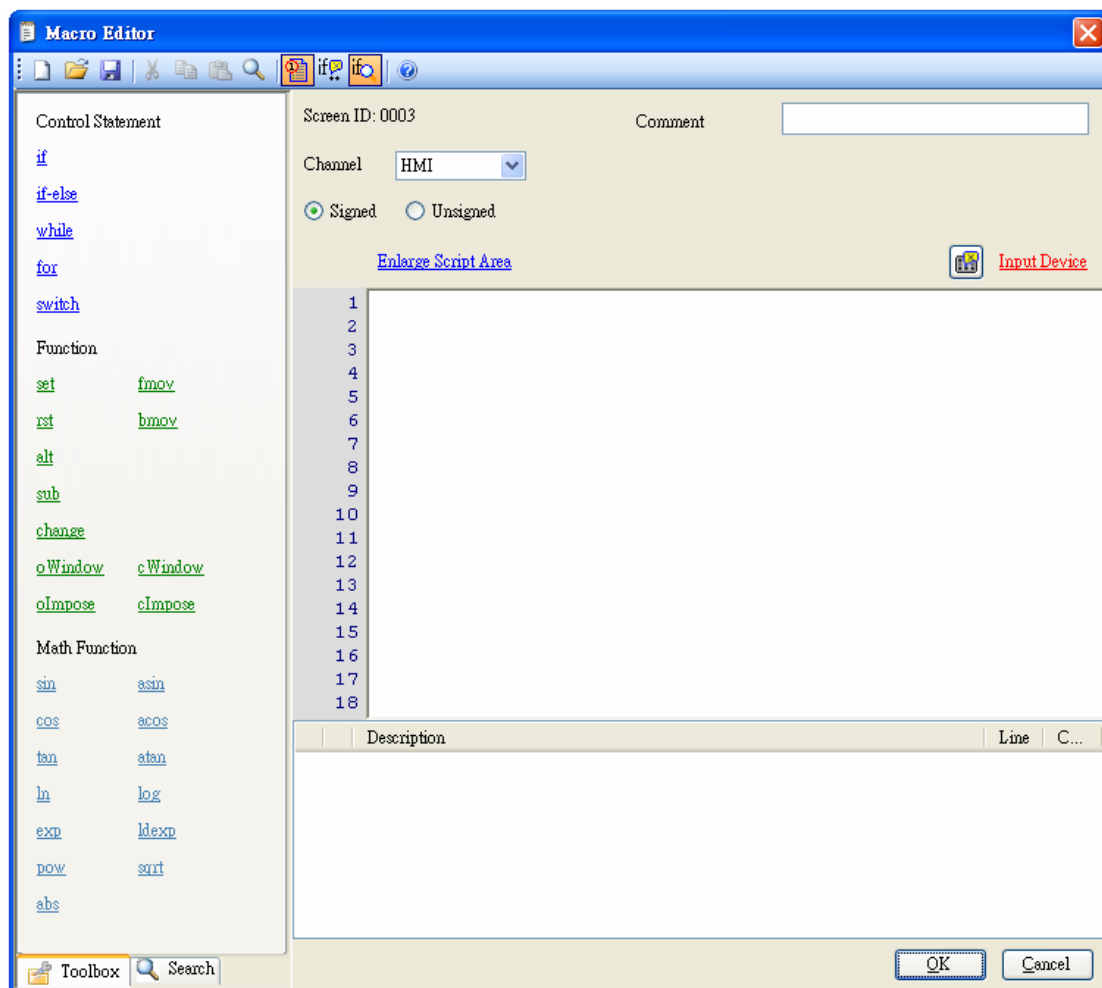 Macro Editor
Control Statement
if
if-else
while
for
switch
Function
set fmov
rst bmov
alt
sub
change
oWindow cWindow
oImpose cImpose
Math Function
sin asin
cos acos
tan atan
ln log
exp ldexp
pow sqrt
abs
Toolbox Search
Screen ID: 0003 Comment
Channel HMI
Signed Unsigned
Enlarge Script Area Input Device
1
2
3
4
5
6
7
8
9
10
11
12
13
14
15
16
17
18
Description Line C...
OK Cancel